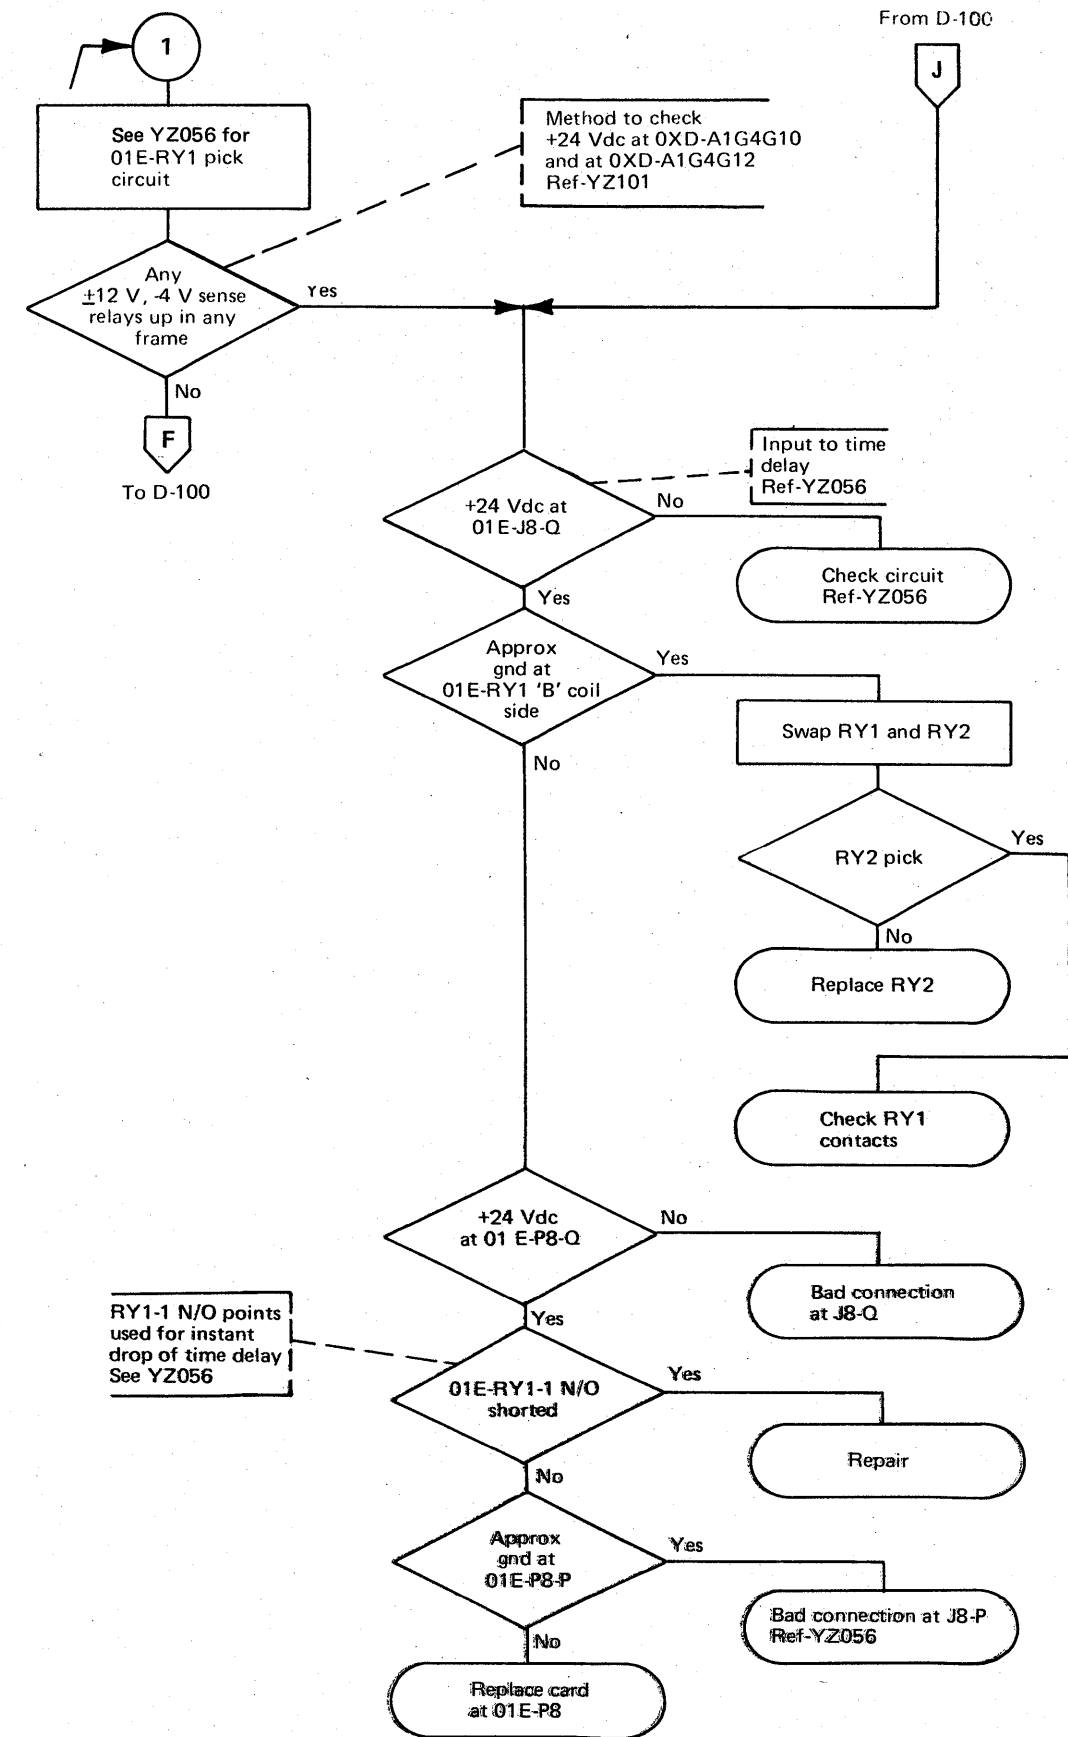 From D-100
1
J
See YZ056 for
01E-RY1 pick
circuit
Method to check
+24 Vdc at 0XD-A1G4G10
and at 0XD-A1G4G12
Ref-YZ101
Any
±12 V, -4 V sense
relays up in any
frame
Yes
No
F
To D-100
Input to time
delay
Ref-YZ056
+24 Vdc at
01E-J8-Q
No
Check circuit
Ref-YZ056
Yes
Approx
gnd at
01E-RY1 'B' coil
side
Yes
Swap RY1 and RY2
No
RY2 pick
Yes
No
Replace RY2
Check RY1
contacts
+24 Vdc
at 01 E-P8-Q
No
Bad connection
at J8-Q
Yes
RY1-1 N/O points
used for instant
drop of time delay
See YZ056
01E-RY1-1 N/O
shorted
Yes
Repair
No
Approx
gnd at
01E-P8-P
Yes
Bad connection at J8-P
Ref-YZ056
No
Replace card
at 01E-P8